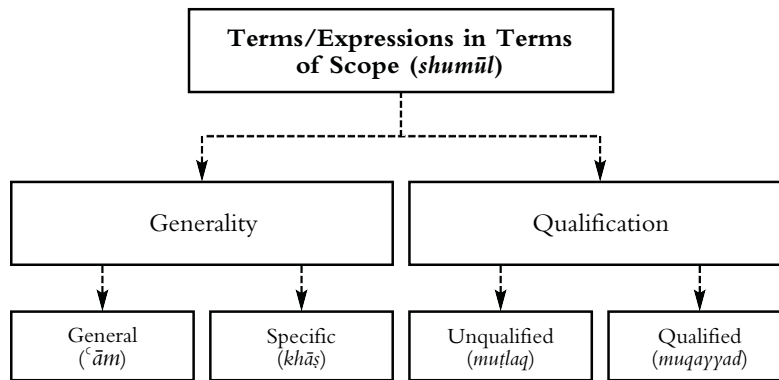 Terms/Expressions in Terms
of Scope (shumūl)
Generality
Qualification
General
(ʿām)
Specific
(khāṣ)
Unqualified
(muṭlaq)
Qualified
(muqayyad)